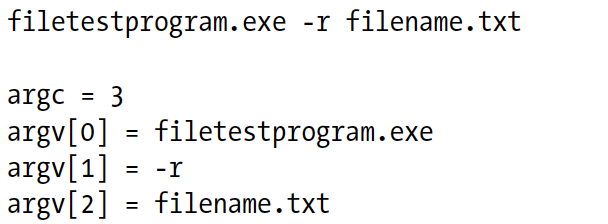 filetestprogram.exe -r filename.txt
argc = 3
argv[0] = filetestprogram.exe
argv[1] = -r
argv[2] = filename.txt